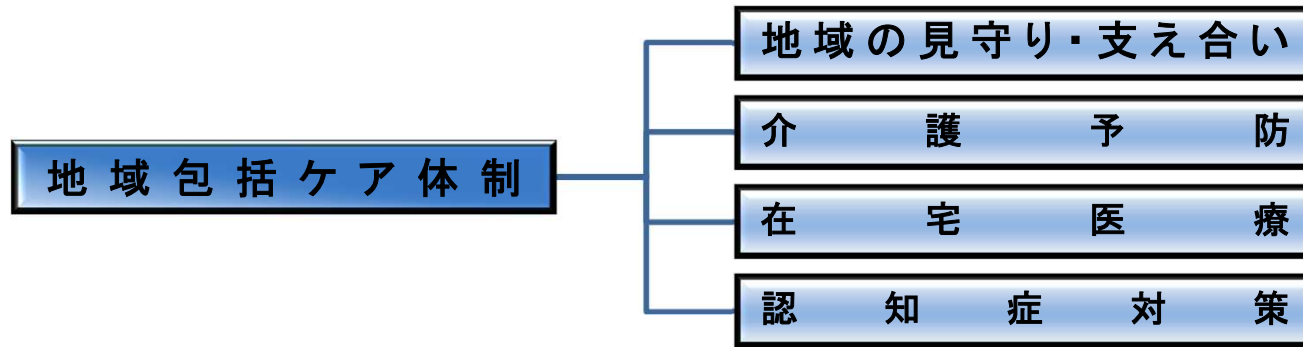 地域包括ケア体制
地域の見守り・支え合い
介護予防
在宅医療
認知症対策